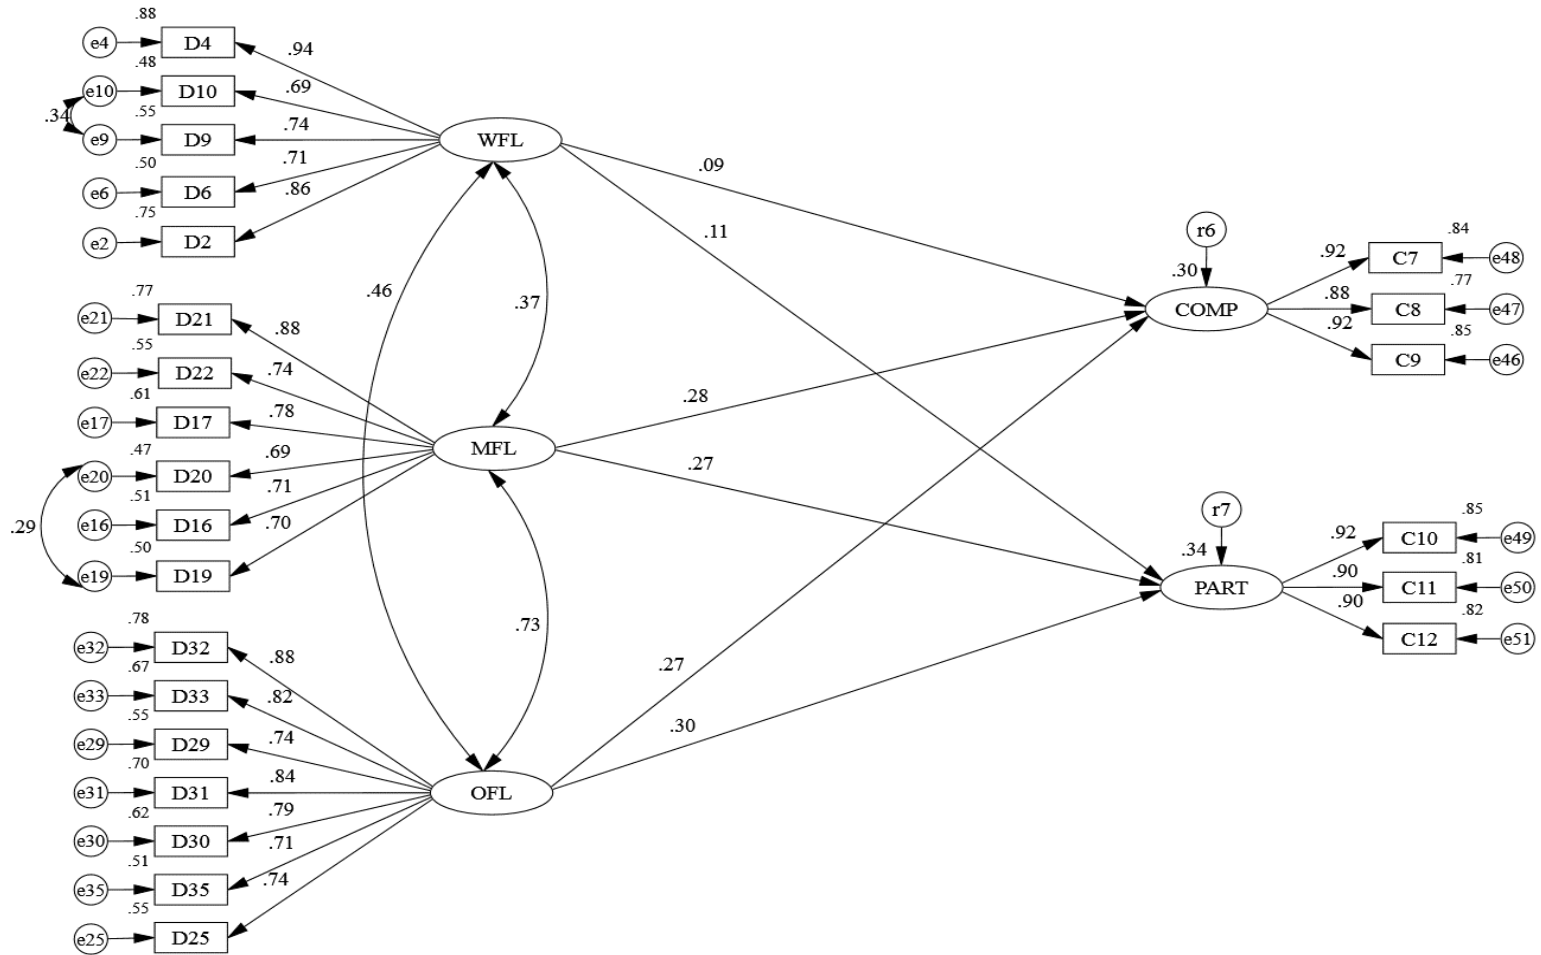 .88
e4 D4 .94
.48
e10 D10 .69
.34 .55
e9 D9 .74
.50
e6 D6 .71
.75 .86
e2 D2
WFL
.09
.11
.46
.37
.77
e21 D21 .88
.55
e22 D22 .74
.61
e17 D17 .78
.47
e20 D20 .69
.51
.29
e16 D16 .71
.50 .70
e19 D19
MFL
.28
.27
.73
.78
e32 D32 .88
.67
e33 D33 .82
.55
e29 D29 .74
.70
e31 D31 .84
.62
e30 D30 .79
.51
e35 D35 .71
.55 .74
e25 D25
OFL
.27
.30
r6
.30
COMP
.84
.92 C7 e48
.77
.88 C8 e47
.85
.92 C9 e46
r7
.34
PART
.85
.92 C10 e49
.81
.90 C11 e50
.82
.90 C12 e51